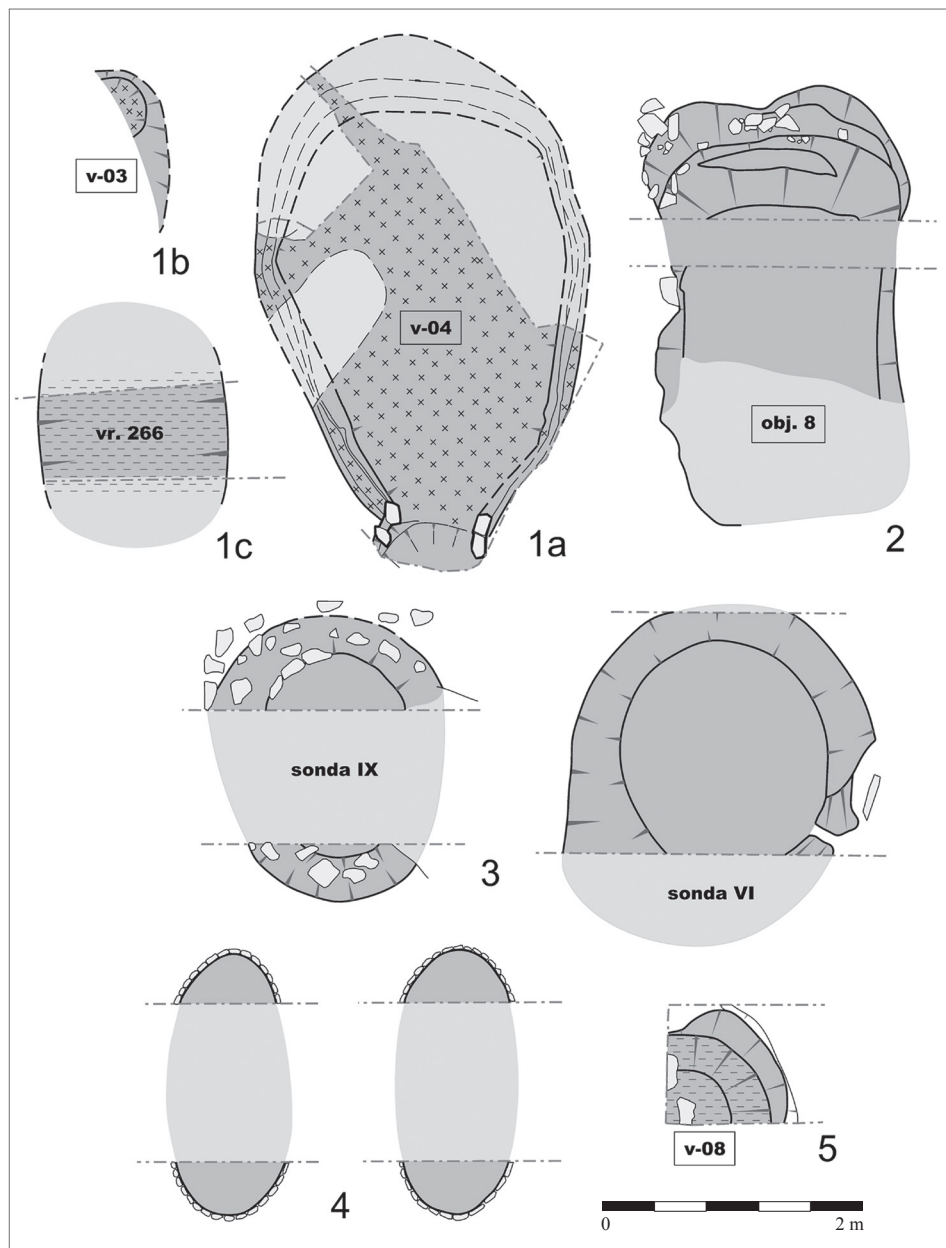 v-03
1b
v-04
vr. 266
obj. 8
1c
1a
2
sonda IX
3
sonda VI
4
v-08
5
0
2 m